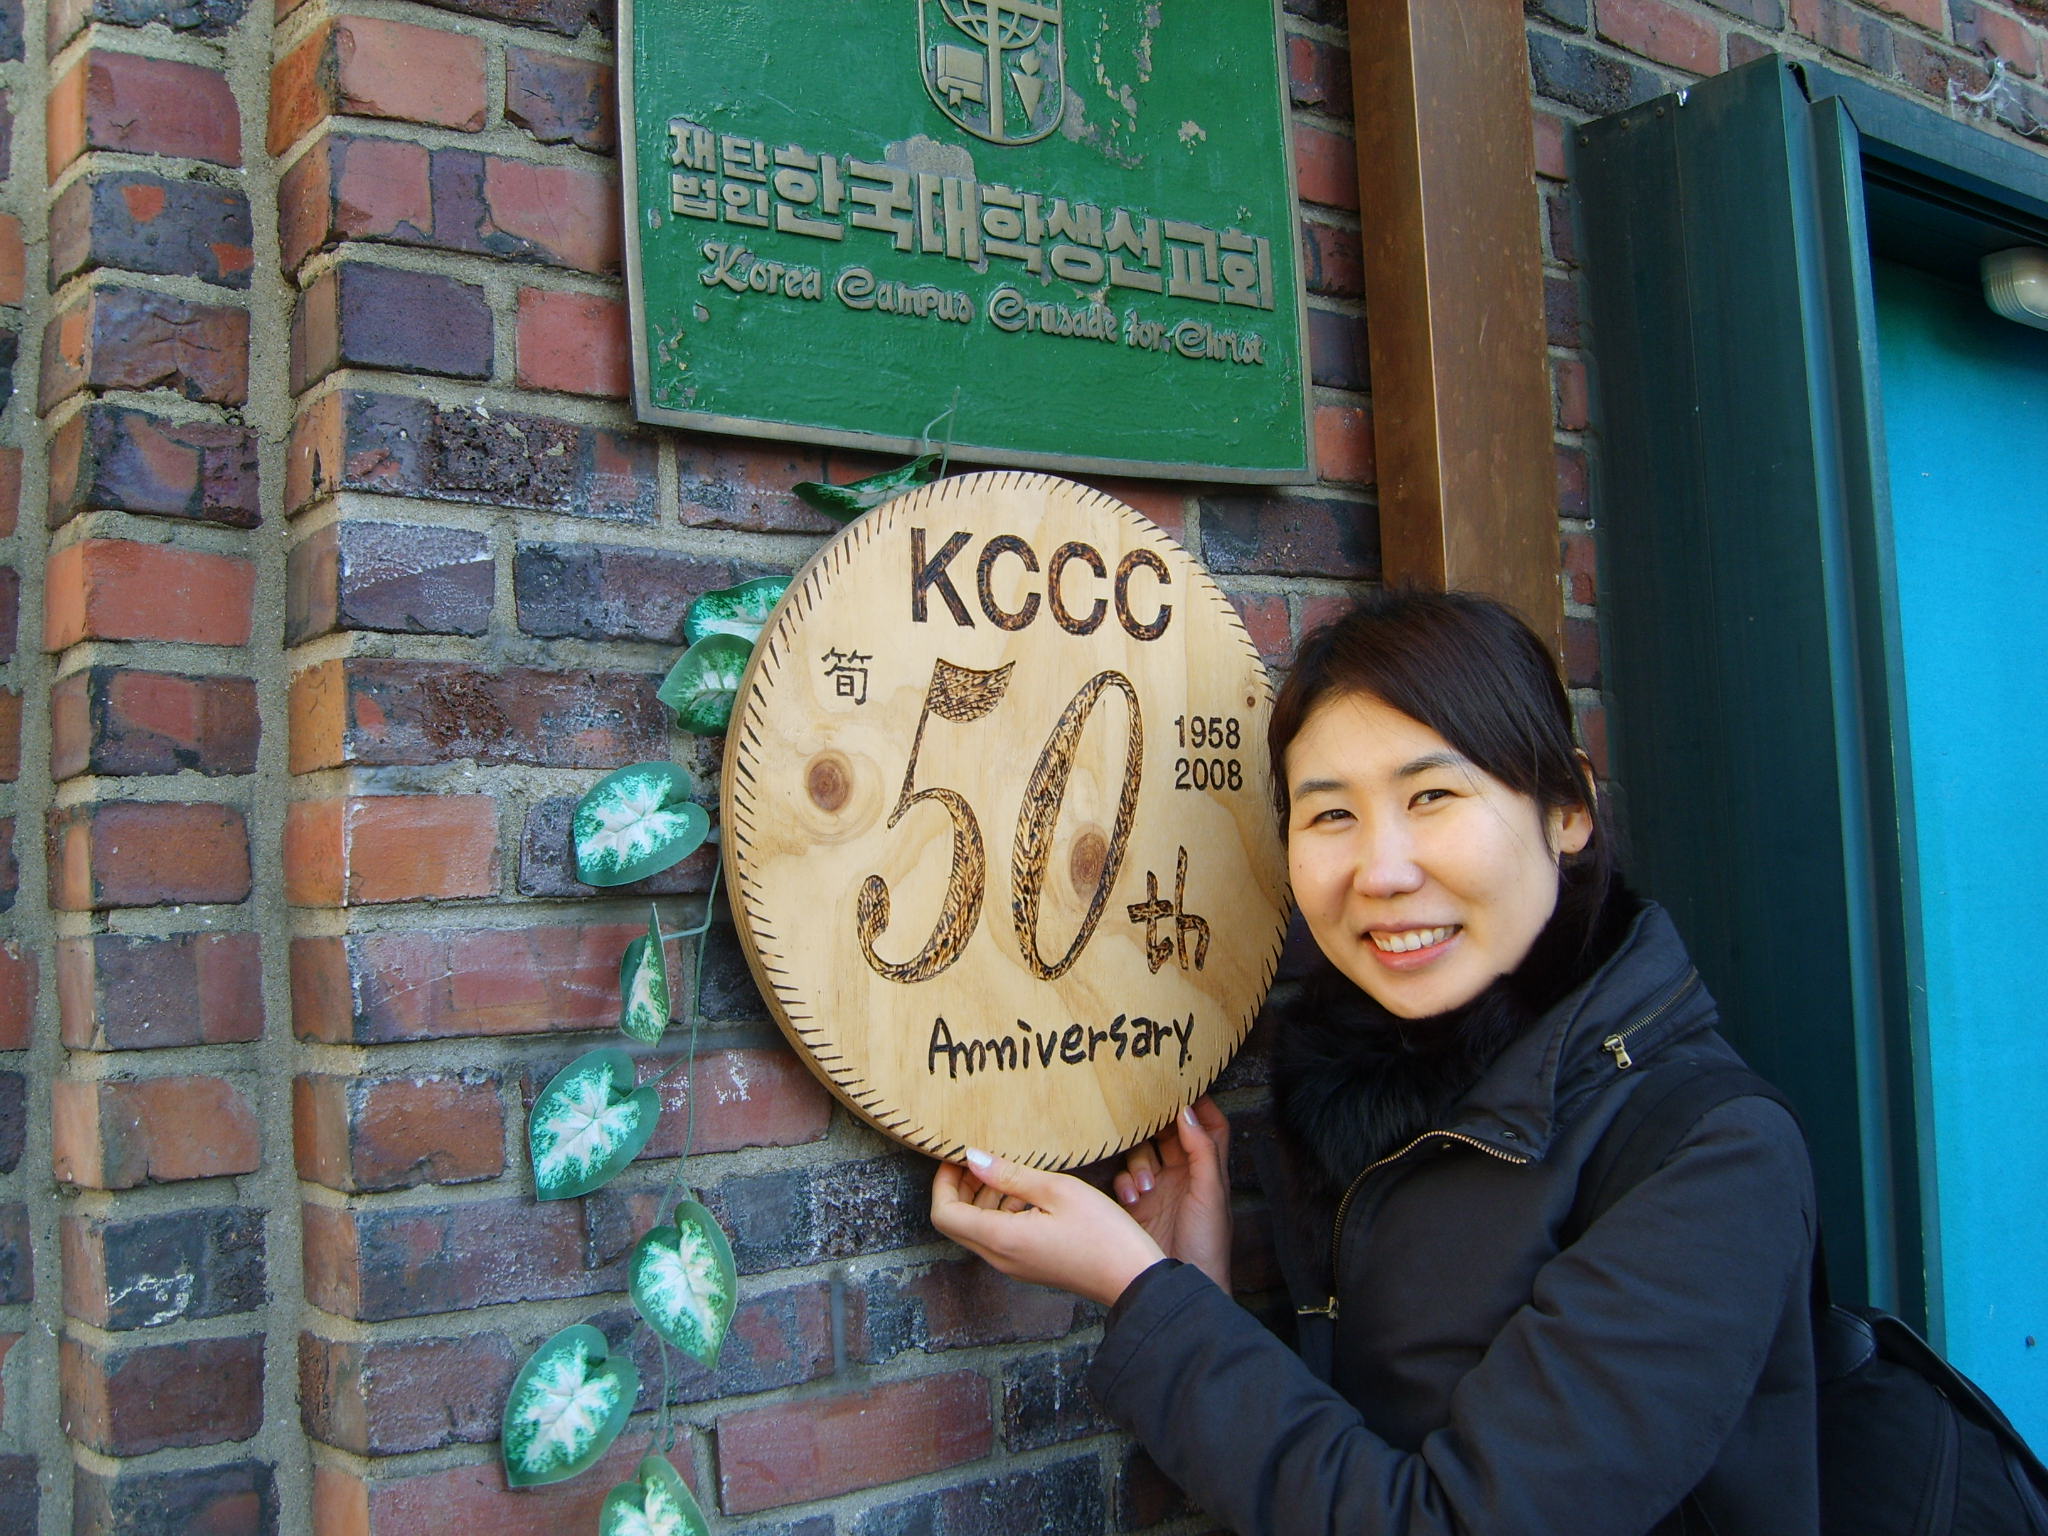 재단
법인
한국대학생선교회
Korea Campus Crusade for Christ
KCCC
筍
50th
1958
2008
Anniversary